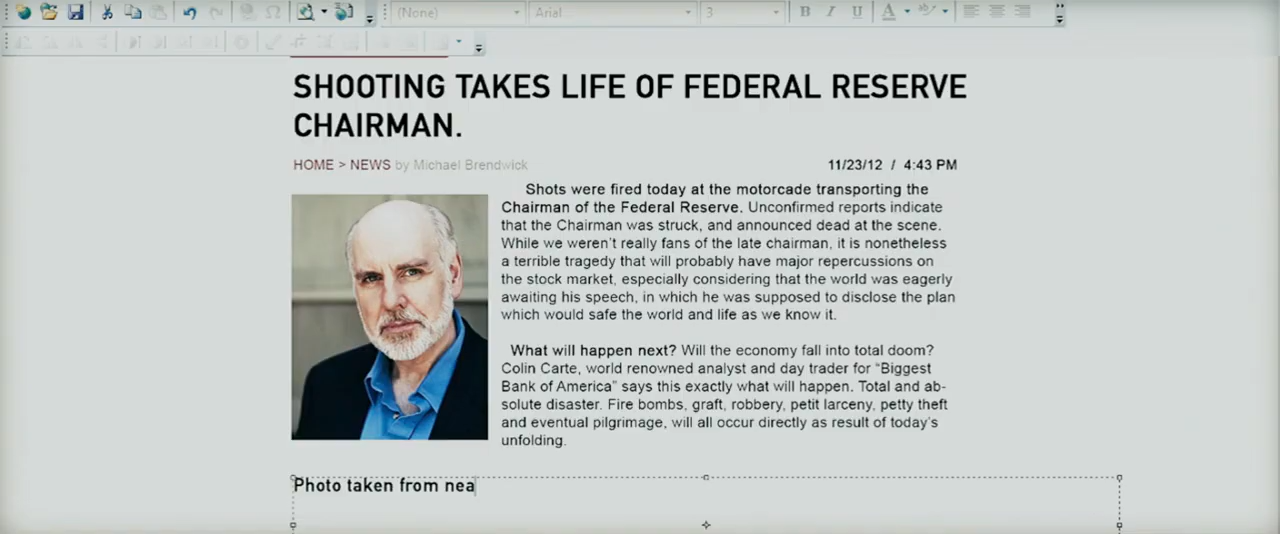 (None) Arial 3 B I U A
SHOOTING TAKES LIFE OF FEDERAL RESERVE
CHAIRMAN.
HOME > NEWS by Michael Brendwick 11/23/12 / 4:43 PM
Shots were fired today at the motorcade transporting the
Chairman of the Federal Reserve. Unconfirmed reports indicate
that the Chairman was struck, and announced dead at the scene.
While we weren't really fans of the late chairman, it is nonetheless
a terrible tragedy that will probably have major repercussions on
the stock market, especially considering that the world was eagerly
awaiting his speech, in which he was supposed to disclose the plan
which would safe the world and life as we know it.
What will happen next? Will the economy fall into total doom?
Colin Carte, world renowned analyst and day trader for “Biggest
Bank of America” says this exactly what will happen. Total and ab-
solute disaster. Fire bombs, graft, robbery, petit larceny, petty theft
and eventual pilgrimage, will all occur directly as result of today's
unfolding.
Photo taken from nea